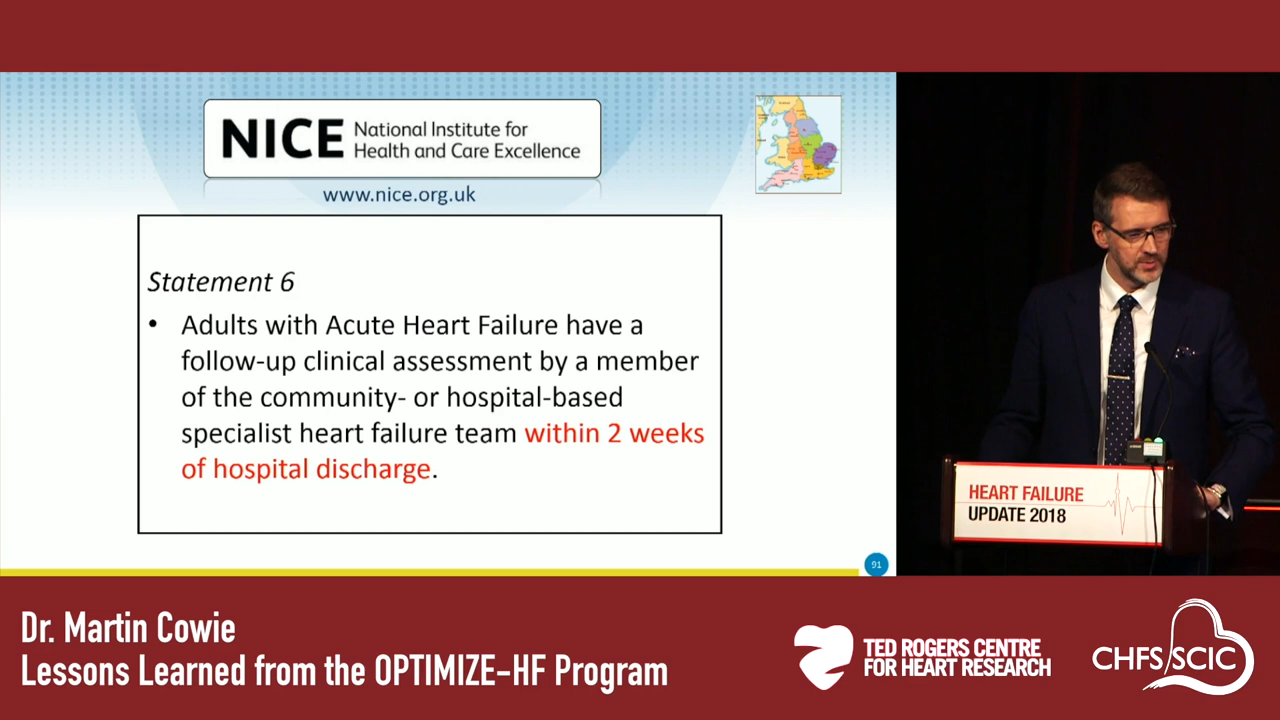 NICE National Institute for
Health and Care Excellence
www.nice.org.uk
Statement 6
• Adults with Acute Heart Failure have a
follow-up clinical assessment by a member
of the community- or hospital-based
specialist heart failure team within 2 weeks
of hospital discharge.
91
HEART FAILURE
UPDATE 2018
Dr. Martin Cowie
Lessons Learned from the OPTIMIZE-HF Program
TED ROGERS CENTRE
FOR HEART RESEARCH
CHFS/SCIC